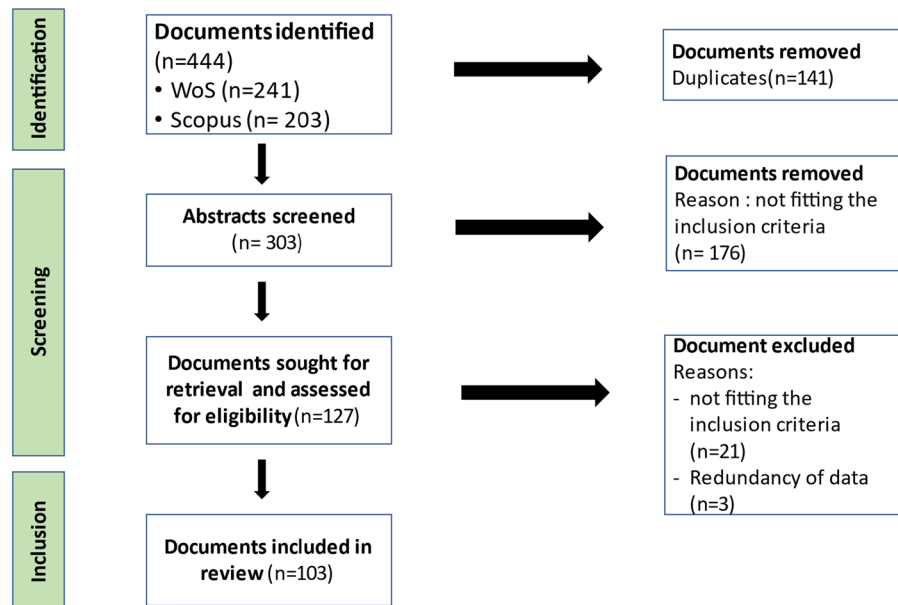 Identification
Documents identified
(n=444)
• WoS (n=241)
• Scopus (n= 203)
Documents removed
Duplicates(n=141)
Screening
Abstracts screened
(n= 303)
Documents removed
Reason : not fitting the
inclusion criteria
(n= 176)
Documents sought for
retrieval and assessed
for eligibility (n=127)
Document excluded
Reasons:
- not fitting the
inclusion criteria
(n=21)
- Redundancy of data
(n=3)
Inclusion
Documents included in
review (n=103)